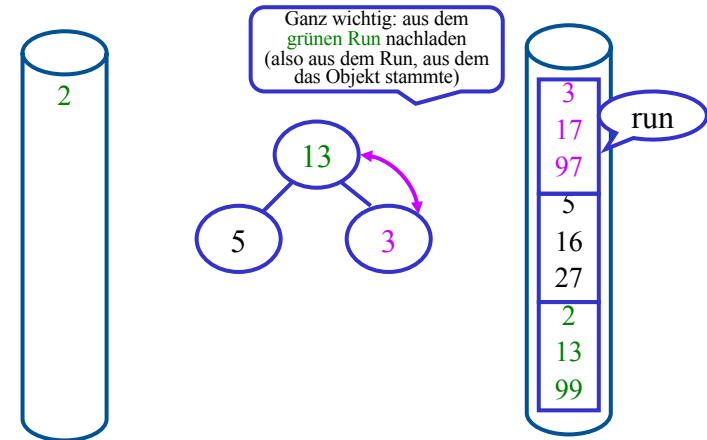 2
Ganz wichtig: aus dem
grünen Run nachladen
(also aus dem Run, aus dem
das Objekt stammte)
13
5
3
3
17
97
5
16
27
2
13
99
run